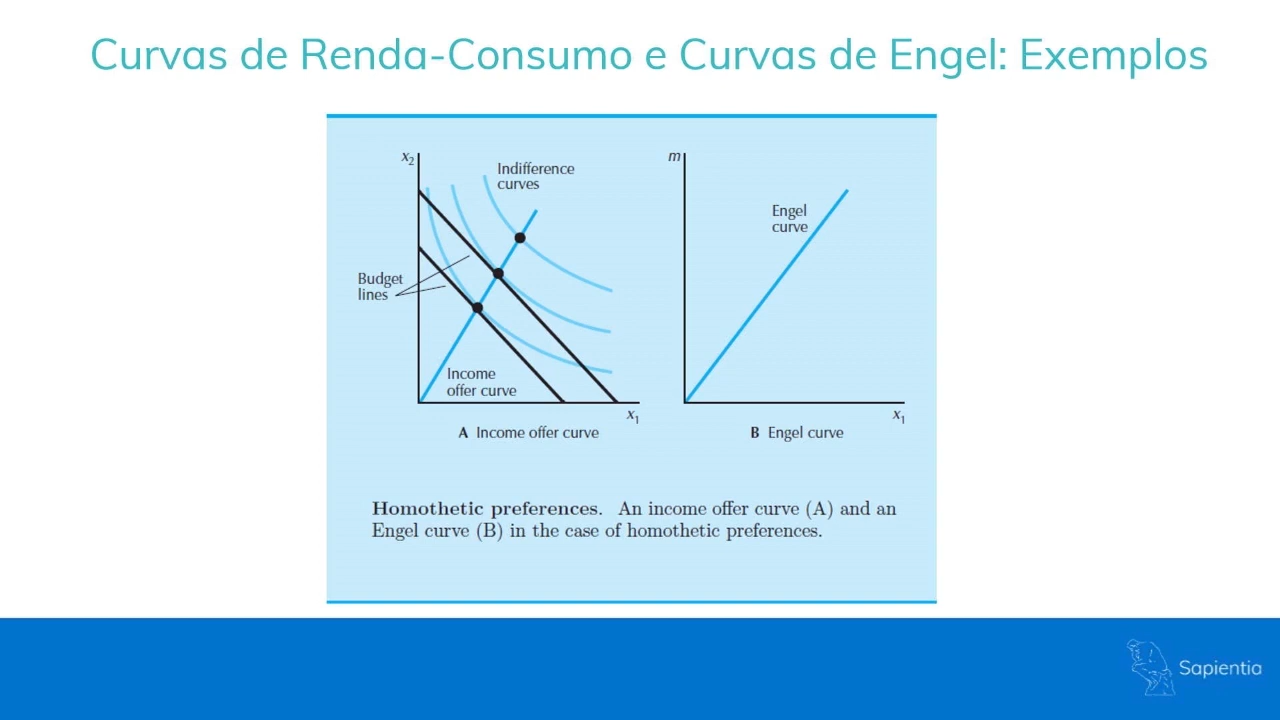 Curvas de Renda-Consumo e Curvas de Engel: Exemplos
x2
Indifference
curves
Budget
lines
Income
offer curve
x1
A Income offer curve
m
Engel
curve
x1
B Engel curve
Homothetic preferences. An income offer curve (A) and an
Engel curve (B) in the case of homothetic preferences.
Sapientia